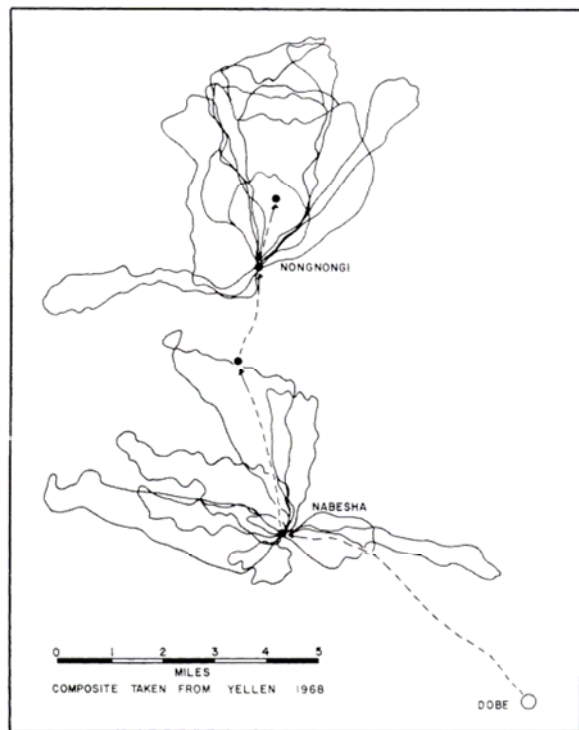 NONGNONGI
NABESHA
0 1 2 3 4 5
MILES
COMPOSITE TAKEN FROM YELLEN 1968
DOBE